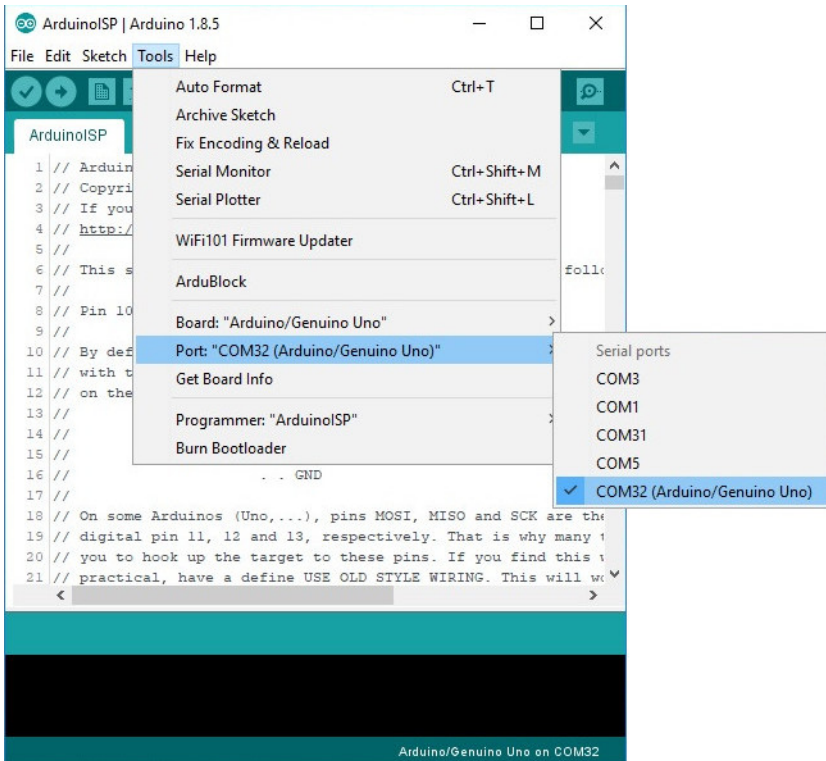 ArduinoISP | Arduino 1.8.5
File Edit Sketch Tools Help
Auto Format Ctrl+T
Archive Sketch
ArduinoISP
Fix Encoding & Reload
Serial Monitor Ctrl+Shift+M
Serial Plotter Ctrl+Shift+L
WiFi101 Firmware Updater
ArduBlock
Board: "Arduino/Genuino Uno"
Port: "COM32 (Arduino/Genuino Uno)"
Get Board Info
Programmer: "ArduinoISP"
Burn Bootloader
Serial ports
COM3
COM1
COM31
COM5
COM32 (Arduino/Genuino Uno)
1 // Arduin
2 // Copyri
3 // If you
4 // http:/
5 //
6 // This s follo
7 //
8 // Pin 10
9 //
10 // By def
11 // with t
12 // on the
13 //
14 //
15 //
16 // . . GND
17 //
18 // On some Arduinos (Uno,...), pins MOSI, MISO and SCK are the
19 // digital pin 11, 12 and 13, respectively. That is why many t
20 // you to hook up the target to these pins. If you find this
21 // practical, have a define USE OLD STYLE WIRING. This will wo
Arduino/Genuino Uno on COM32